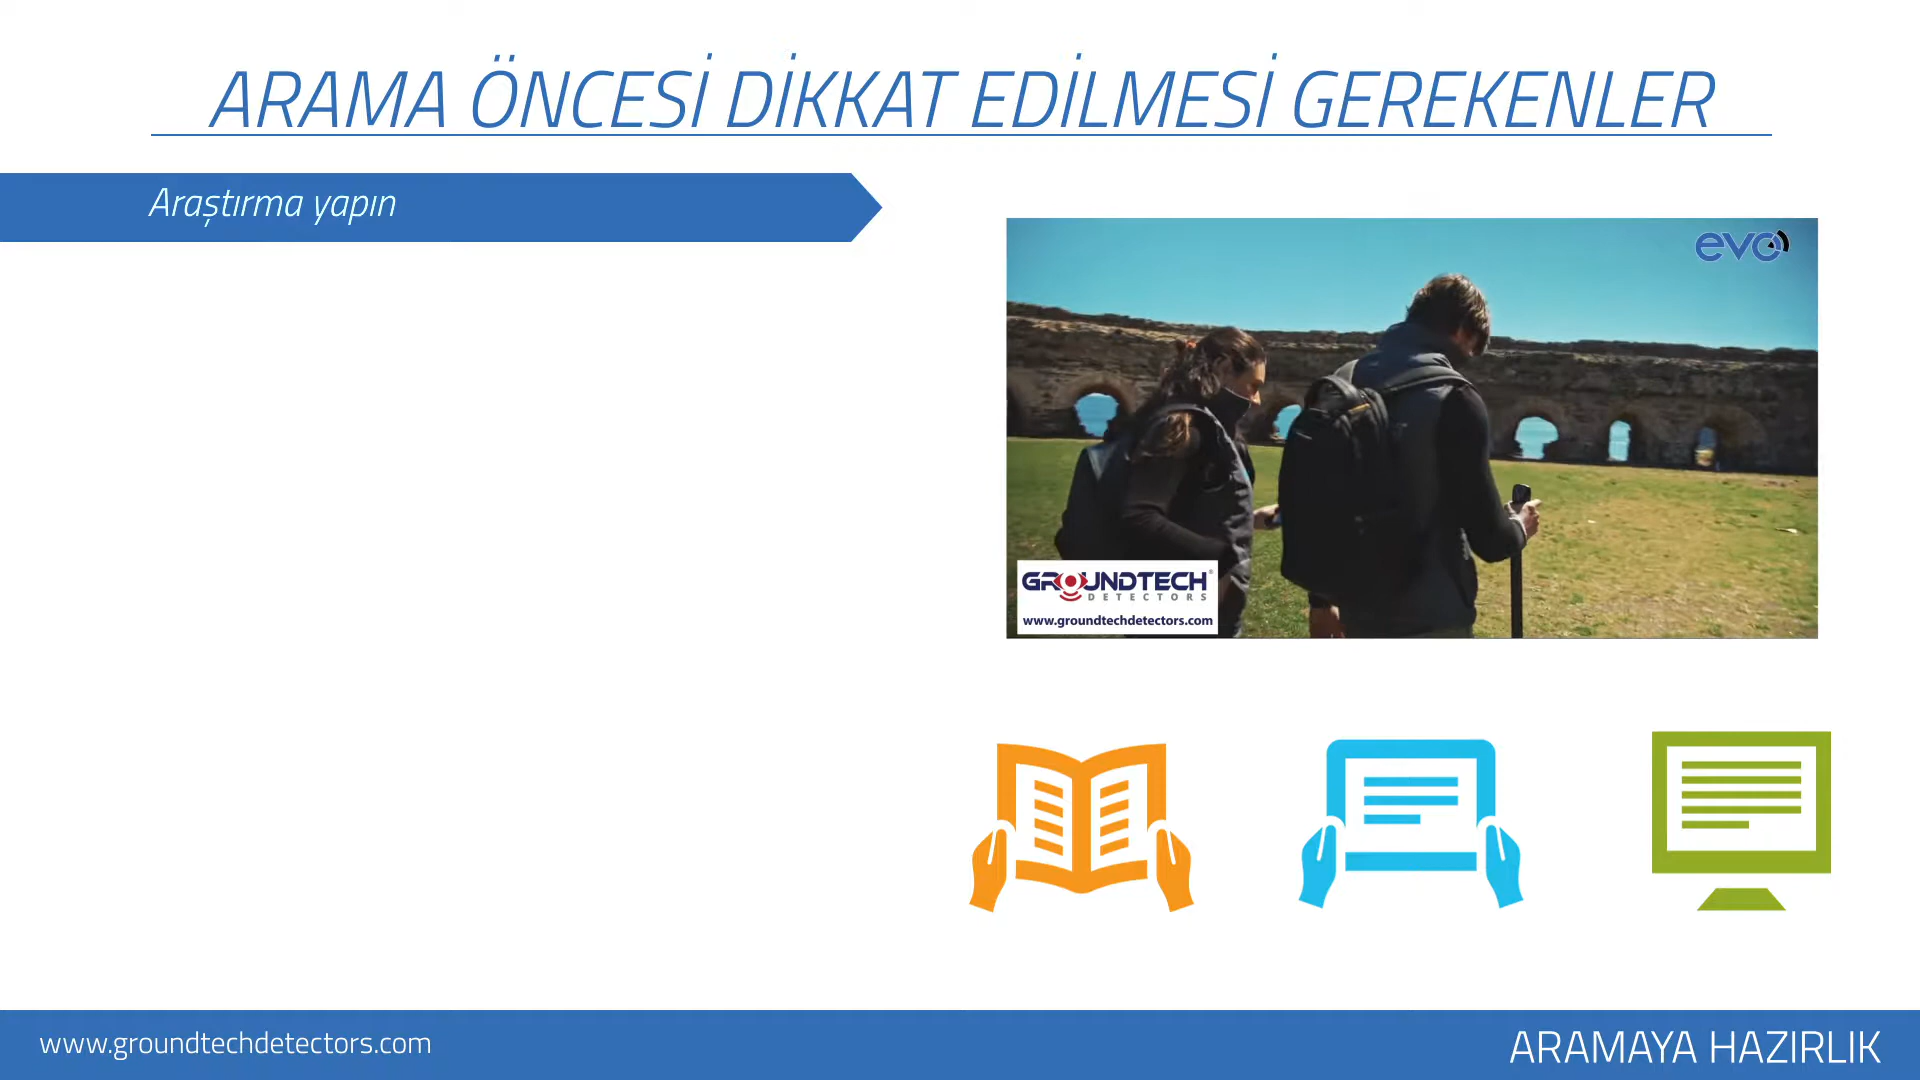 ARAMA ÖNCESİ DİKKAT EDİLMESİ GEREKENLER
Araştırma yapın
evo
GROUNDTECH
DETECTORS
www.groundtechdetectors.com
www.groundtechdetectors.com
ARAMAYA HAZIRLIK